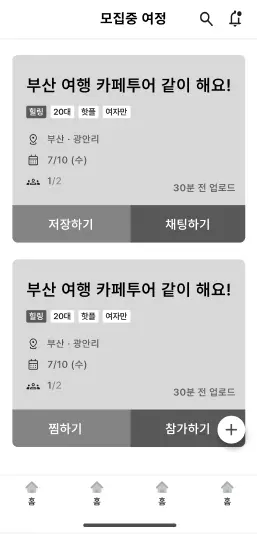 모집중 여정
부산 여행 카페투어 같이 해요!
힐링 20대 핫플 여자만
부산 · 광안리
7/10 (수)
1/2
30분 전 업로드
저장하기 채팅하기
부산 여행 카페투어 같이 해요!
힐링 20대 핫플 여자만
부산 · 광안리
7/10 (수)
1/2
30분 전 업로드
찜하기 참가하기
홈 홈 홈 홈